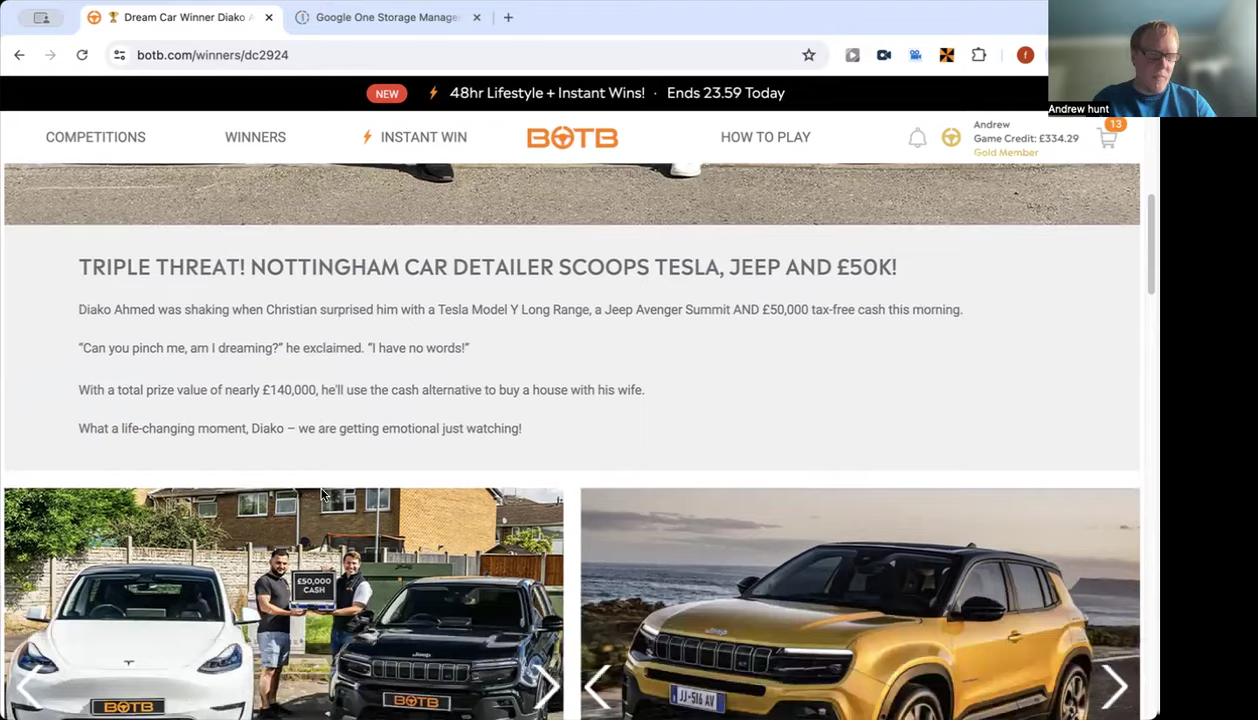 Dream Car Winner Diako A
Google One Storage Manage
botb.com/winners/dc2924
f
Andrew hunt
NEW
48hr Lifestyle + Instant Wins! · Ends 23.59 Today
COMPETITIONS
WINNERS
INSTANT WIN
BOTB
HOW TO PLAY
Andrew
Game Credit: £334.29
Gold Member
13
TRIPLE THREAT! NOTTINGHAM CAR DETAILER SCOOPS TESLA, JEEP AND £50K!
Diako Ahmed was shaking when Christian surprised him with a Tesla Model Y Long Range, a Jeep Avenger Summit AND £50,000 tax-free cash this morning.
“Can you pinch me, am I dreaming?” he exclaimed. “I have no words!”
With a total prize value of nearly £140,000, he'll use the cash alternative to buy a house with his wife.
What a life-changing moment, Diako – we are getting emotional just watching!
£50,000
CASH
Jeep
BOTB
BOTB
Jeep
JJ-516 AV